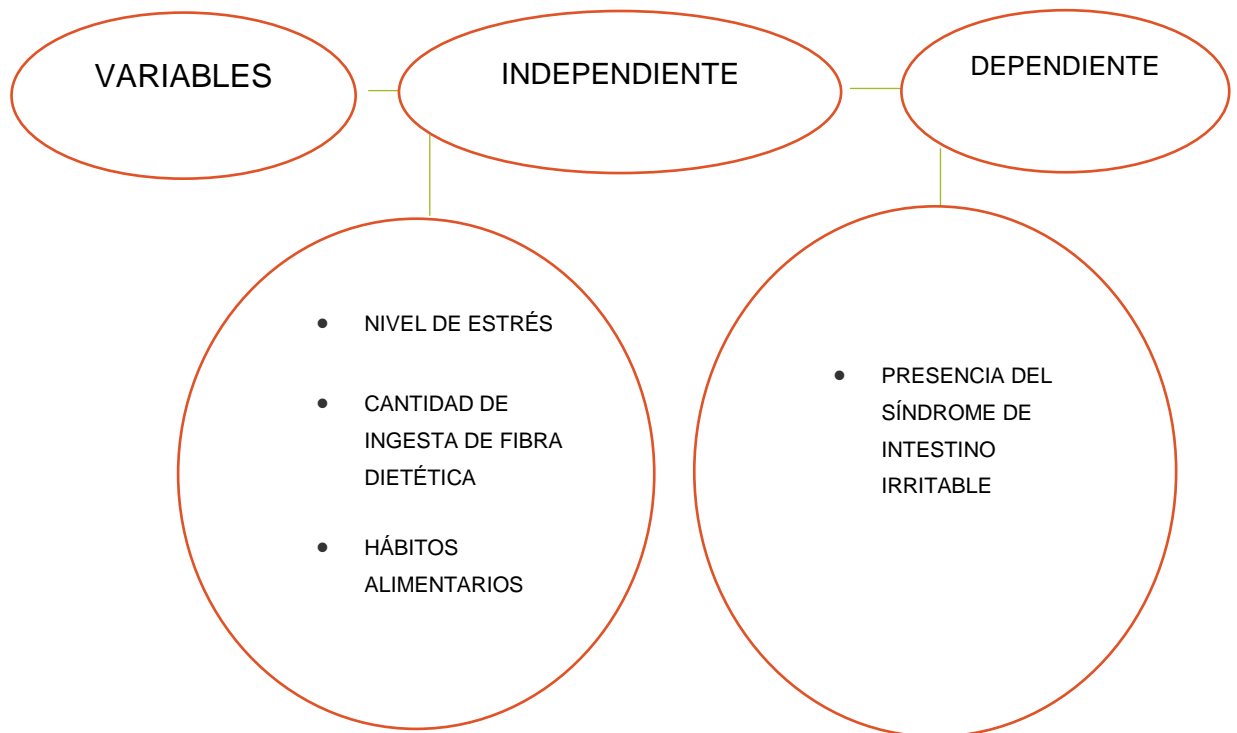 VARIABLES
INDEPENDIENTE
DEPENDIENTE
• NIVEL DE ESTRÉS
• CANTIDAD DE
INGESTA DE FIBRA
DIETÉTICA
• HÁBITOS
ALIMENTARIOS
• PRESENCIA DEL
SÍNDROME DE
INTESTINO
IRRITABLE